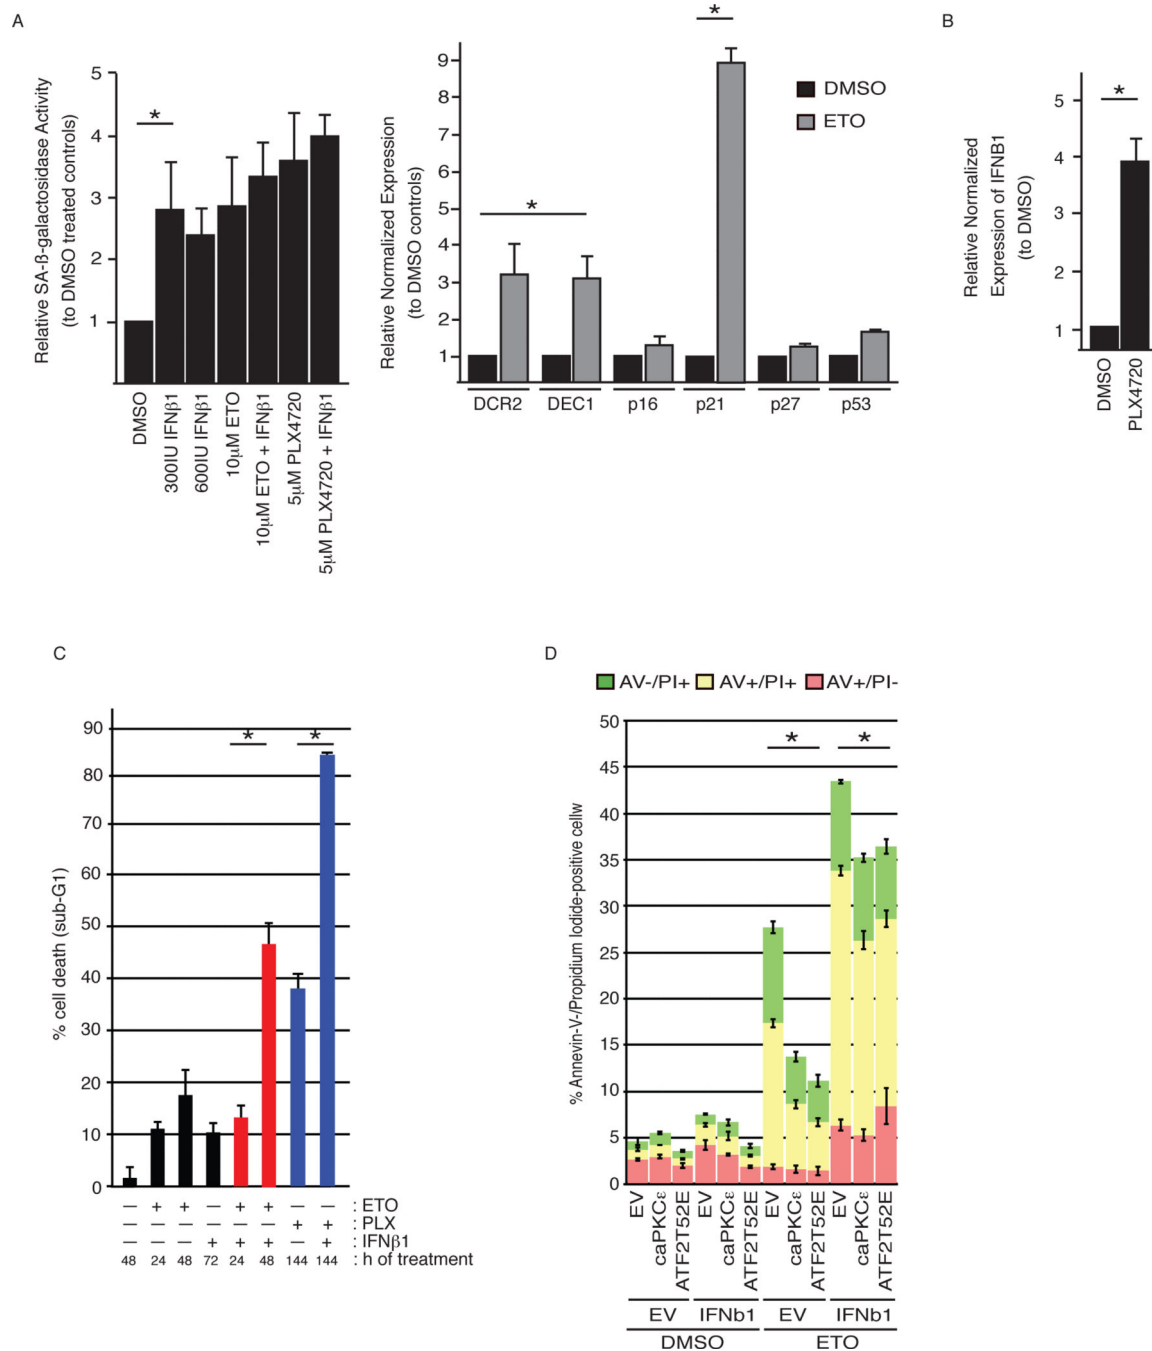 A
Relative SA-ß-galactosidase Activity
(to DMSO treated controls)
5
4
3
2
1
*
DMSO
300IU IFNβ1
600IU IFNβ1
10µM ETO
10µM ETO + IFNβ1
5µM PLX4720
5µM PLX4720 + IFNβ1
Relative Normalized Expression
(to DMSO controls)
9
8
7
6
5
4
3
2
1
*
*
DMSO
ETO
DCR2 DEC1 p16 p21 p27 p53
B
Relative Normalized
Expression of IFNB1
(to DMSO)
5
4
3
2
1
*
DMSO
PLX4720
C
% cell death (sub-G1)
90
80
70
60
50
40
30
20
10
0
* *
— + + — + + — — : ETO
— — — — — — + + : PLX
— — — + + + — + : IFNβ1
48 24 48 72 24 48 144 144 : h of treatment
D
AV-/PI+ AV+/PI+ AV+/PI-
% Annevin-V-/Propidium Iodide-positive cellw
50
45
40
35
30
25
20
15
10
5
0
* *
EV
caPKCε
ATF2T52E
EV
caPKCε
ATF2T52E
EV
caPKCε
ATF2T52E
EV
caPKCε
ATF2T52E
EV IFNb1 EV IFNb1
DMSO ETO